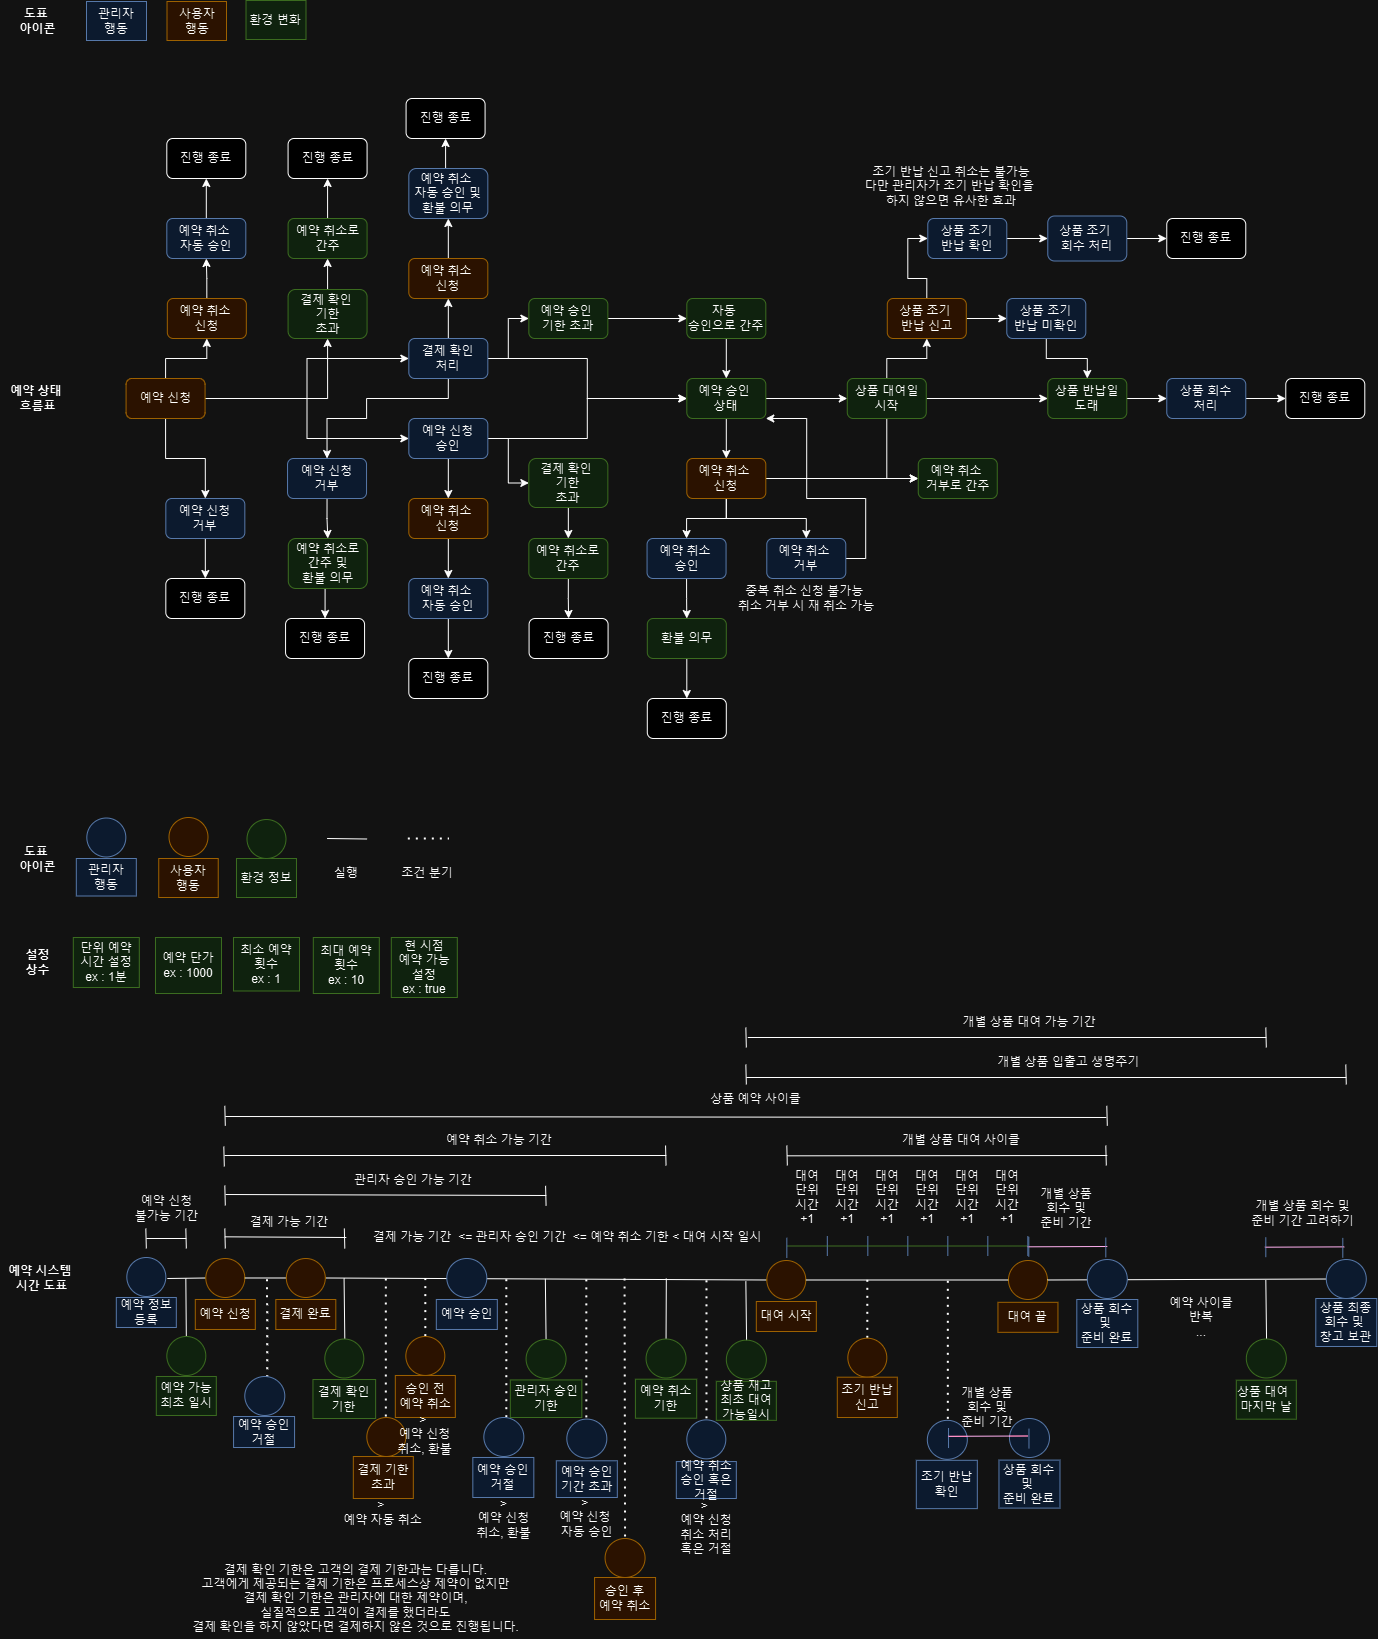 도표
아이콘
관리자
행동
사용자
행동
환경 변화
진행 종료
진행 종료
진행 종료
예약 취소
자동 승인 및
환불 의무
조기 반납 신고 취소는 불가능
다만 관리자가 조기 반납 확인을
하지 않으면 유사한 효과
예약 취소
자동 승인
예약 취소로
간주
상품 조기
반납 확인
상품 조기
회수 처리
진행 종료
예약 취소
신청
예약 취소
신청
결제 확인
기한
초과
예약 승인
기한 초과
자동
승인으로 간주
상품 조기
반납 신고
상품 조기
반납 미확인
결제 확인
처리
예약 상태
흐름표
예약 신청
예약 승인
상태
상품 대여일
시작
상품 반납일
도래
상품 회수
처리
진행 종료
예약 신청
승인
예약 신청
거부
결제 확인
기한
초과
예약 취소
신청
예약 취소
거부로 간주
예약 신청
거부
예약 취소
신청
예약 취소로
간주 및
환불 의무
예약 취소로
간주
예약 취소
승인
예약 취소
거부
진행 종료
예약 취소
자동 승인
중복 취소 신청 불가능
취소 거부 시 재 취소 가능
진행 종료
진행 종료
환불 의무
진행 종료
진행 종료
도표
아이콘
관리자
행동
사용자
행동
환경 정보
실행
조건 분기
설정
상수
단위 예약
시간 설정
ex : 1분
예약 단가
ex : 1000
최소 예약
횟수
ex : 1
최대 예약
횟수
ex : 10
현 시점
예약 가능
설정
ex : true
개별 상품 대여 가능 기간
개별 상품 입출고 생명주기
상품 예약 사이클
예약 취소 가능 기간
개별 상품 대여 사이클
관리자 승인 가능 기간
대여
단위
시간
+1
대여
단위
시간
+1
대여
단위
시간
+1
대여
단위
시간
+1
대여
단위
시간
+1
대여
단위
시간
+1
개별 상품
회수 및
준비 기간
예약 신청
불가능 기간
결제 가능 기간
개별 상품 회수 및
준비 기간 고려하기
결제 가능 기간 <= 관리자 승인 기간 <= 예약 취소 기한 < 대여 시작 일시
예약 시스템
시간 도표
예약 정보
등록
예약 신청
결제 완료
예약 승인
대여 시작
대여 끝
상품 회수
및
준비 완료
예약 사이클
반복
...
상품 최종
회수 및
창고 보관
예약 가능
최초 일시
예약 승인
거절
결제 확인
기한
승인 전
예약 취소
>
예약 신청
취소, 환불
관리자 승인
기한
예약 취소
기한
상품 재고
최초 대여
가능일시
조기 반납
신고
개별 상품
회수 및
준비 기간
상품 대여
마지막 날
결제 기한
초과
>
예약 자동 취소
예약 승인
거절
>
예약 신청
취소, 환불
예약 승인
기간 초과
>
예약 신청
자동 승인
예약 취소
승인 혹은
거절
>
예약 신청
취소 처리
혹은 거절
조기 반납
확인
상품 회수
및
준비 완료
승인 후
예약 취소
결제 확인 기한은 고객의 결제 기한과는 다릅니다.
고객에게 제공되는 결제 기한은 프로세스상 제약이 없지만
결제 확인 기한은 관리자에 대한 제약이며,
실질적으로 고객이 결제를 했더라도
결제 확인을 하지 않았다면 결제하지 않은 것으로 진행됩니다.